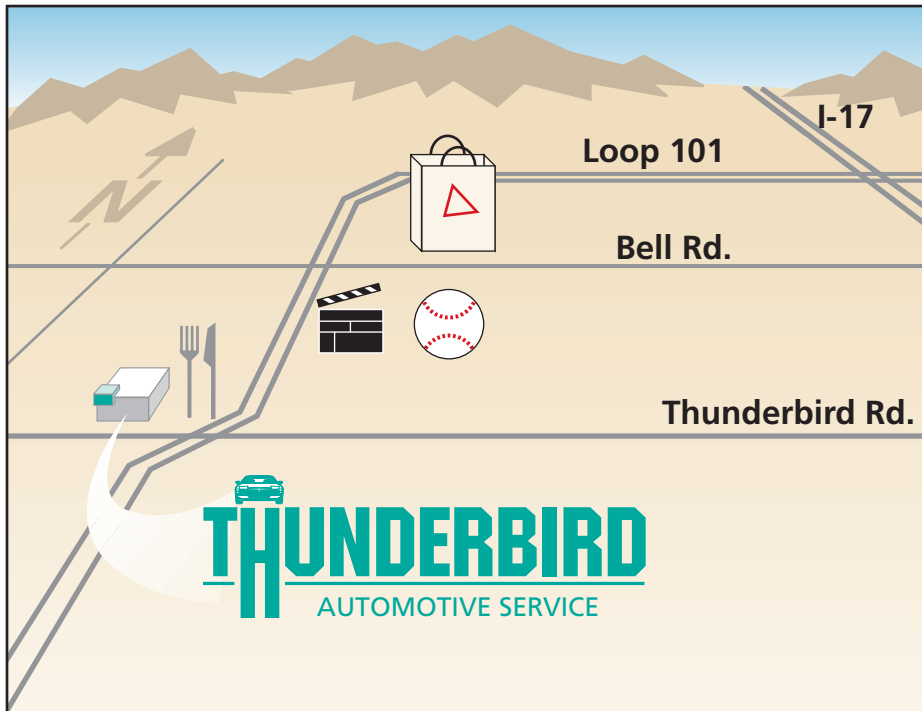 I-17
Loop 101
N
Bell Rd.
Thunderbird Rd.
THUNDERBIRD
AUTOMOTIVE SERVICE